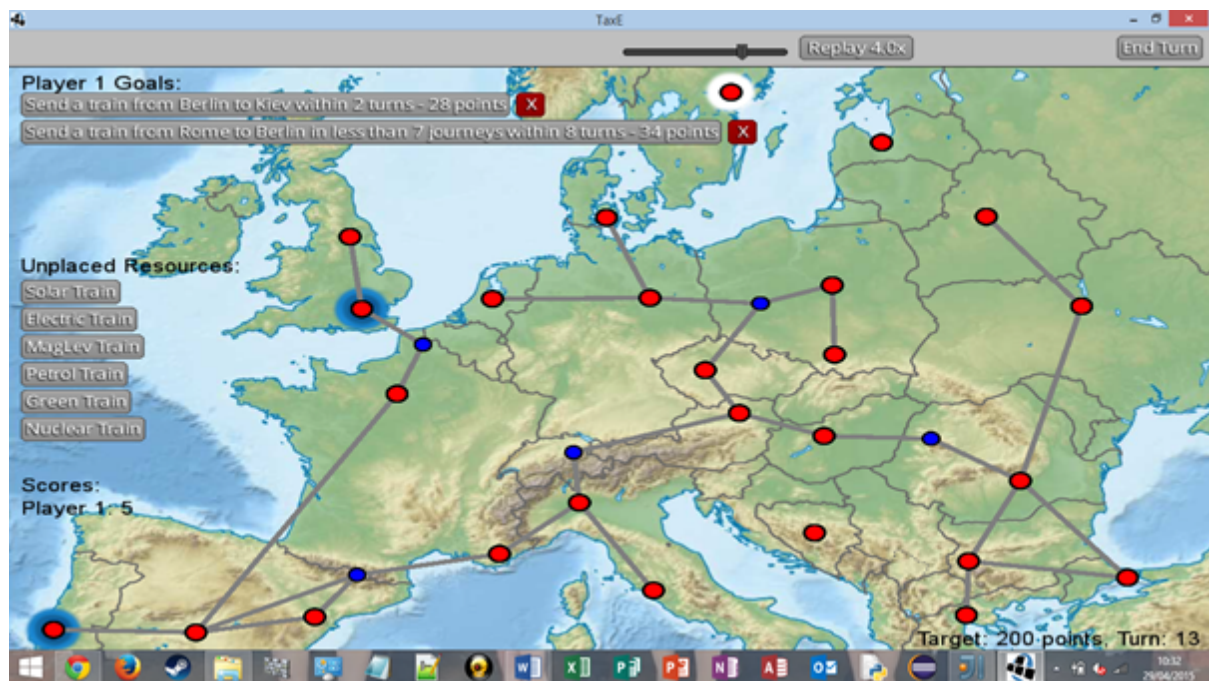 TaxE
Replay 4.0x
End Turn
Player 1 Goals:
Send a train from Berlin to Kiev within 2 turns - 28 points X
Send a train from Rome to Berlin in less than 7 journeys within 8 turns - 34 points X
Unplaced Resources:
Solar Train
Electric Train
MagLev Train
Petrol Train
Green Train
Nuclear Train
Scores:
Player 1: 5
Target: 200 points, Turn: 13
10:32
29/04/2015